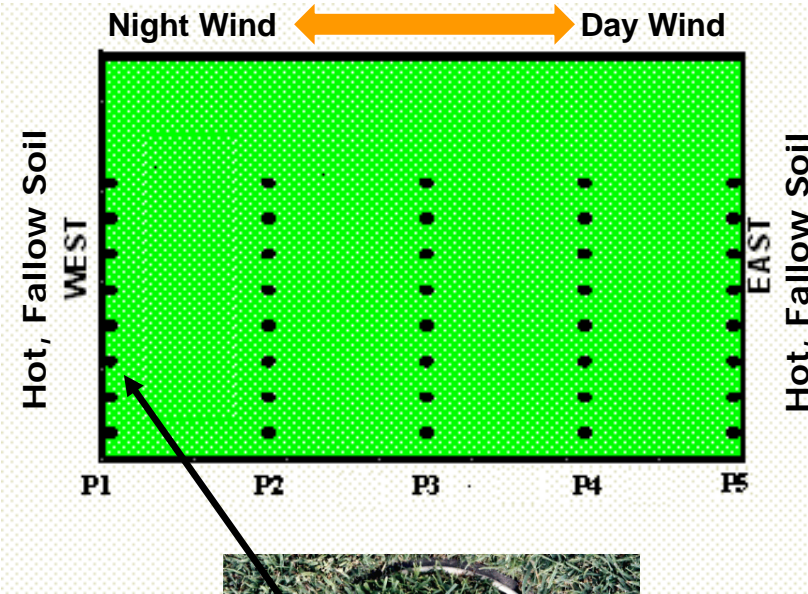 Night Wind Day Wind
Hot, Fallow Soil
WEST
EAST
Hot, Fallow Soil
P1 P2 P3 P4 P5